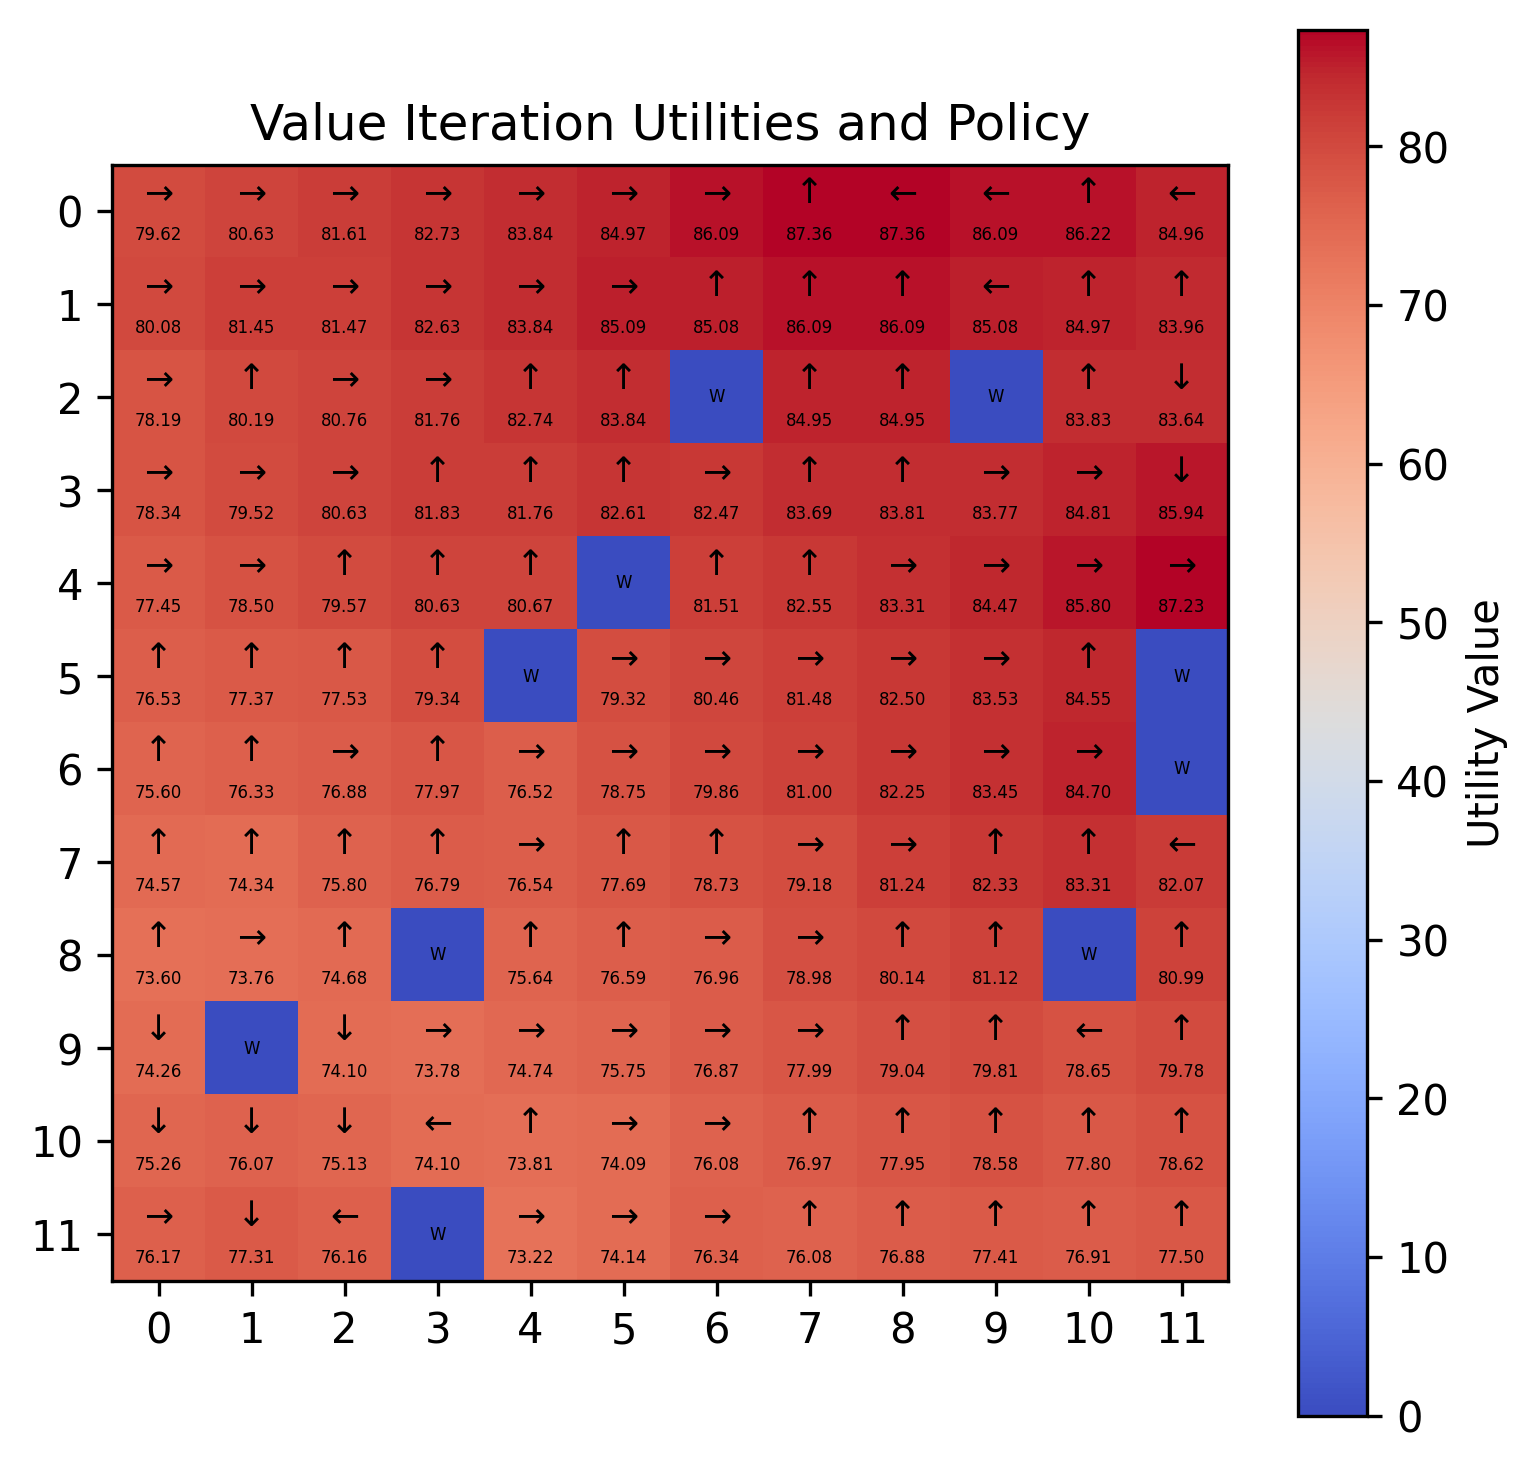 Value Iteration Utilities and Policy
0 → → → → → → → ↑ ← ← ↑ ←
79.62 80.63 81.61 82.73 83.84 84.97 86.09 87.36 87.36 86.09 86.22 84.96
1 → → → → → → ↑ ↑ ↑ ← ↑ ↑
80.08 81.45 81.47 82.63 83.84 85.09 85.08 86.09 86.09 85.08 84.97 83.96
2 → ↑ → → ↑ ↑ W ↑ ↑ W ↑ ↓
78.19 80.19 80.76 81.76 82.74 83.84 84.95 84.95 83.83 83.64
3 → → → ↑ ↑ ↑ → ↑ ↑ → → ↓
78.34 79.52 80.63 81.83 81.76 82.61 82.47 83.69 83.81 83.77 84.81 85.94
4 → → ↑ ↑ ↑ W ↑ ↑ → → → →
77.45 78.50 79.57 80.63 80.67 81.51 82.55 83.31 84.47 85.80 87.23
5 ↑ ↑ ↑ ↑ W → → → → → ↑ W
76.53 77.37 77.53 79.34 79.32 80.46 81.48 82.50 83.53 84.55
6 ↑ ↑ → ↑ → → → → → → → W
75.60 76.33 76.88 77.97 76.52 78.75 79.86 81.00 82.25 83.45 84.70
7 ↑ ↑ ↑ ↑ → ↑ ↑ → → ↑ ↑ ←
74.57 74.34 75.80 76.79 76.54 77.69 78.73 79.18 81.24 82.33 83.31 82.07
8 ↑ → ↑ W ↑ ↑ → → ↑ ↑ W ↑
73.60 73.76 74.68 75.64 76.59 76.96 78.98 80.14 81.12 80.99
9 ↓ W ↓ → → → → → ↑ ↑ ← ↑
74.26 74.10 73.78 74.74 75.75 76.87 77.99 79.04 79.81 78.65 79.78
10 ↓ ↓ ↓ ← ↑ → → ↑ ↑ ↑ ↑ ↑
75.26 76.07 75.13 74.10 73.81 74.09 76.08 76.97 77.95 78.58 77.80 78.62
11 → ↓ ← W → → → ↑ ↑ ↑ ↑ ↑
76.17 77.31 76.16 73.22 74.14 76.34 76.08 76.88 77.41 76.91 77.50
0 1 2 3 4 5 6 7 8 9 10 11
80
70
60
50
40
30
20
10
0
Utility Value